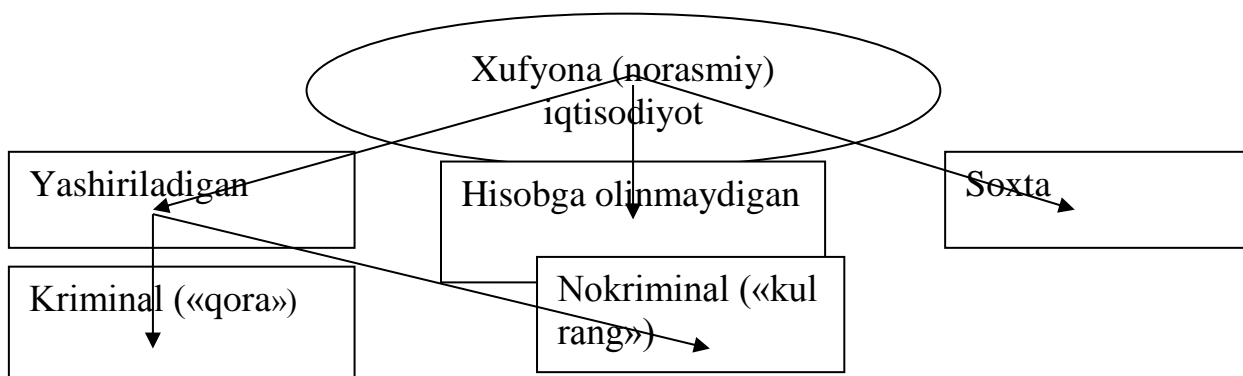 Xufyona (norasmiy)
iqtisodiyot
Yashiriladigan
Hisobga olinmaydigan
Soxta
Kriminal («qora»)
Nokriminal («kul
rang»)